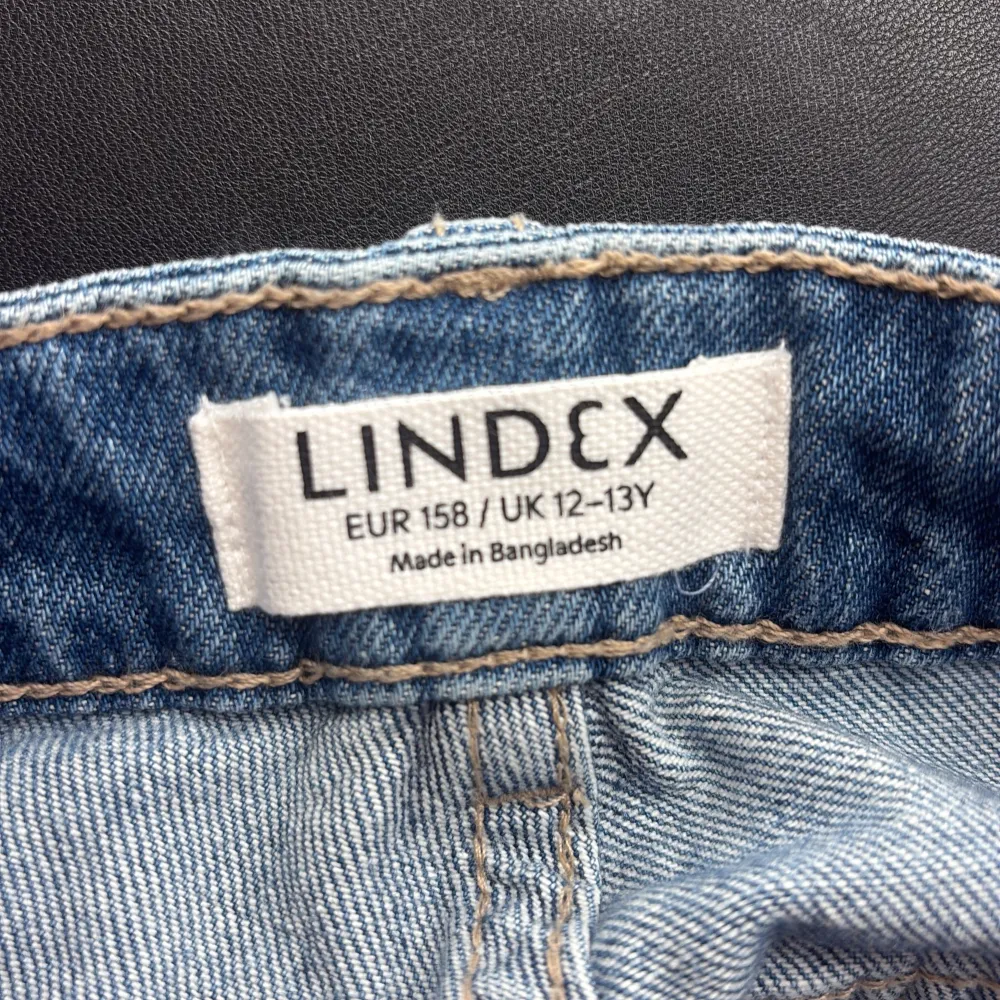 LINDEX
EUR 158 / UK 12–13Y
Made in Bangladesh